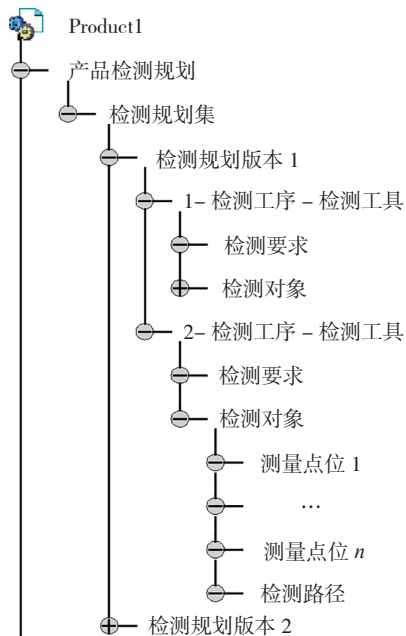 Product1
产品检测规划
检测规划集
检测规划版本 1
1– 检测工序 – 检测工具
检测要求
检测对象
2– 检测工序 – 检测工具
检测要求
检测对象
测量点位 1
…
测量点位 n
检测路径
检测规划版本 2